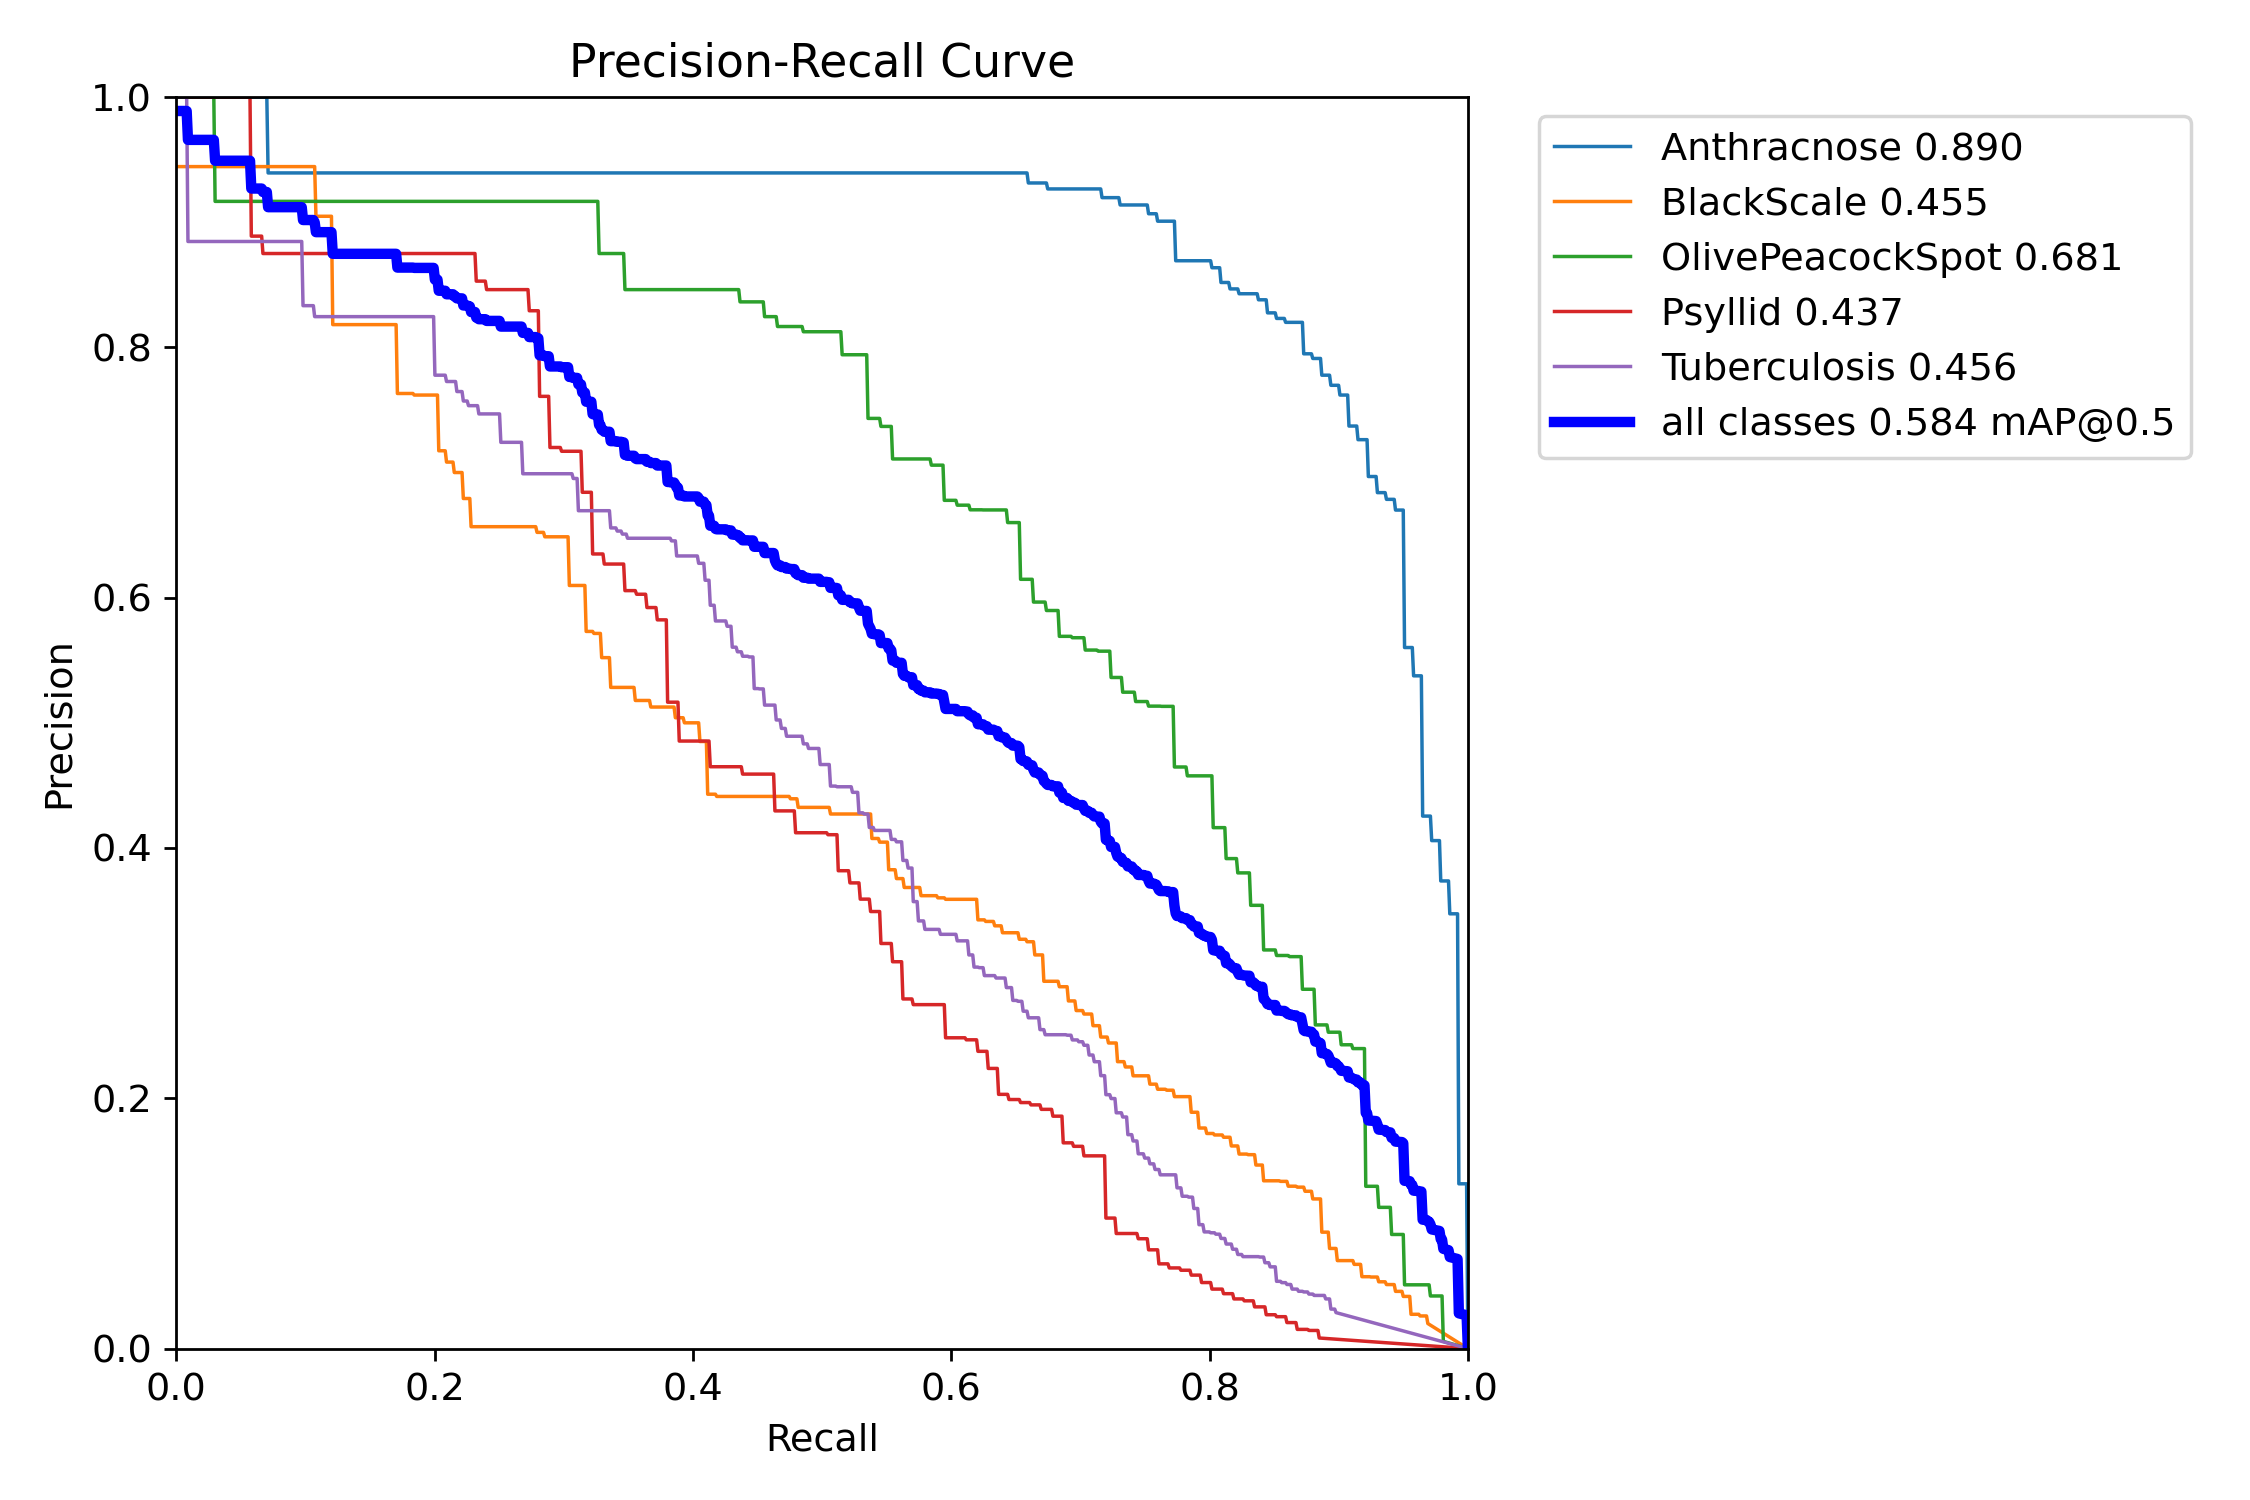 Precision-Recall Curve
1.0
0.8
0.6
0.4
0.2
0.0
Precision
0.0 0.2 0.4 0.6 0.8 1.0
Recall
Anthracnose 0.890
BlackScale 0.455
OlivePeacockSpot 0.681
Psyllid 0.437
Tuberculosis 0.456
all classes 0.584 mAP@0.5